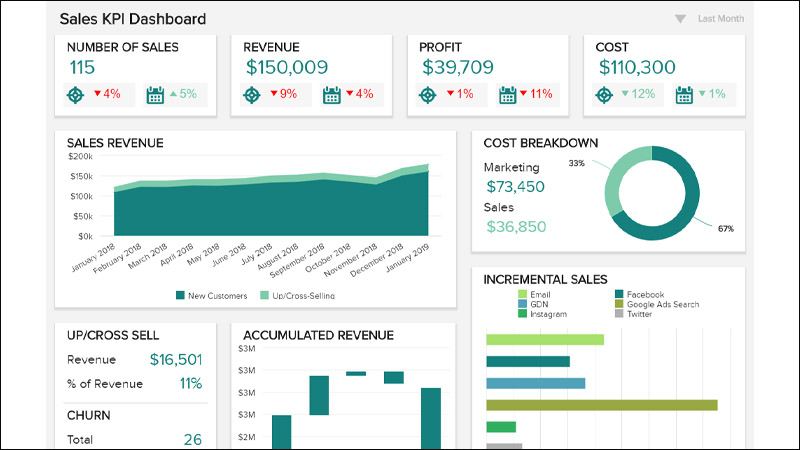 Sales KPI Dashboard
Last Month
NUMBER OF SALES
115
4%
5%
REVENUE
$150,009
9%
4%
PROFIT
$39,709
1%
11%
COST
$110,300
12%
1%
SALES REVENUE
$200k
$150k
$100k
$50k
$0k
January 2018
February 2018
March 2018
April 2018
May 2018
June 2018
July 2018
August 2018
September 2018
October 2018
November 2018
December 2018
January 2019
New Customers
Up/Cross-Selling
COST BREAKDOWN
Marketing
$73,450
Sales
$36,850
33%
67%
UP/CROSS SELL
Revenue $16,501
% of Revenue 11%
CHURN
Total 26
ACCUMULATED REVENUE
$3M
$3M
$3M
$3M
$2M
INCREMENTAL SALES
Email Facebook
GDN Google Ads Search
Instagram Twitter